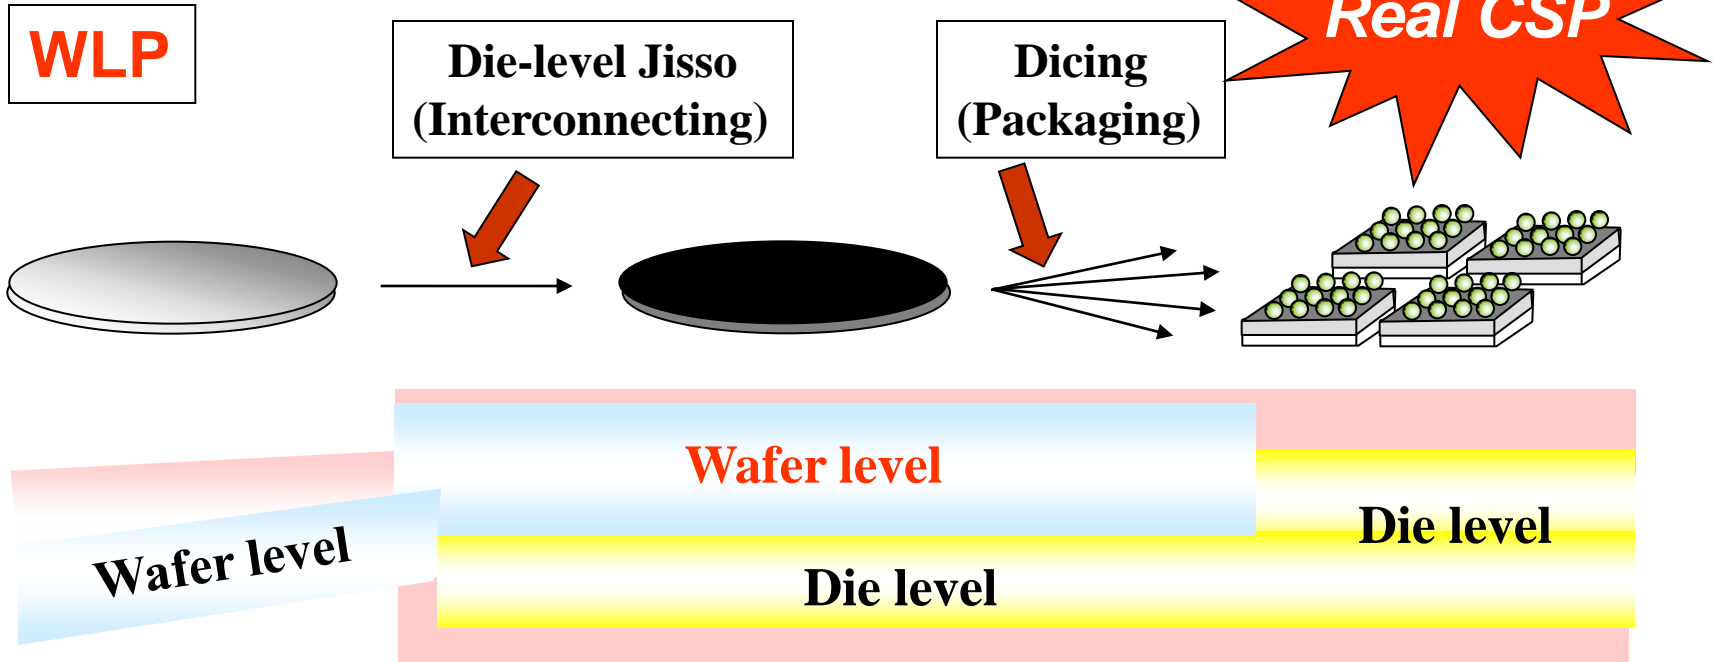 WLP
Die-level Jisso
(Interconnecting)
Dicing
(Packaging)
Real CSP
Wafer level
Die level
Wafer level
Die level